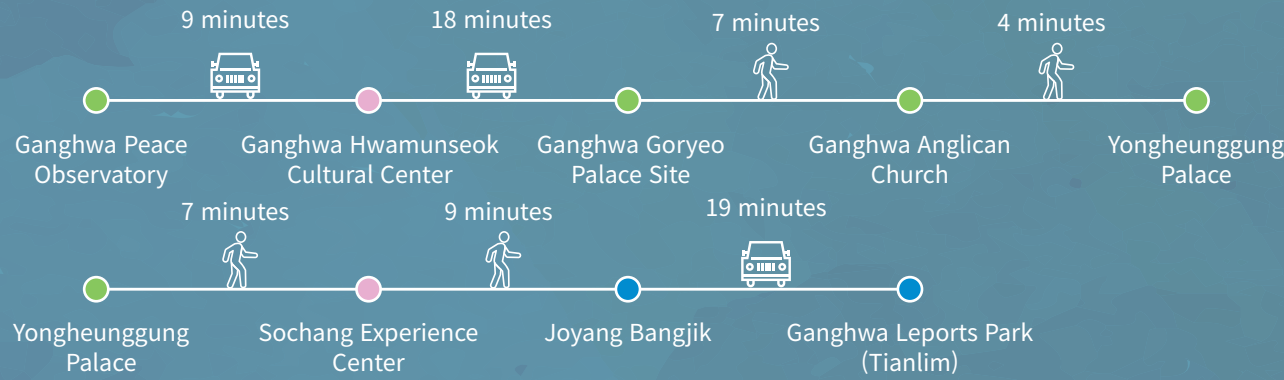 9 minutes
18 minutes
7 minutes
4 minutes
Ganghwa Peace
Observatory
Ganghwa Hwamunseok
Cultural Center
Ganghwa Goryeo
Palace Site
Ganghwa Anglican
Church
Yongheunggung
Palace
7 minutes
9 minutes
19 minutes
Yongheunggung
Palace
Sochang Experience
Center
Joyang Bangjik
Ganghwa Leports Park
(Tianlim)